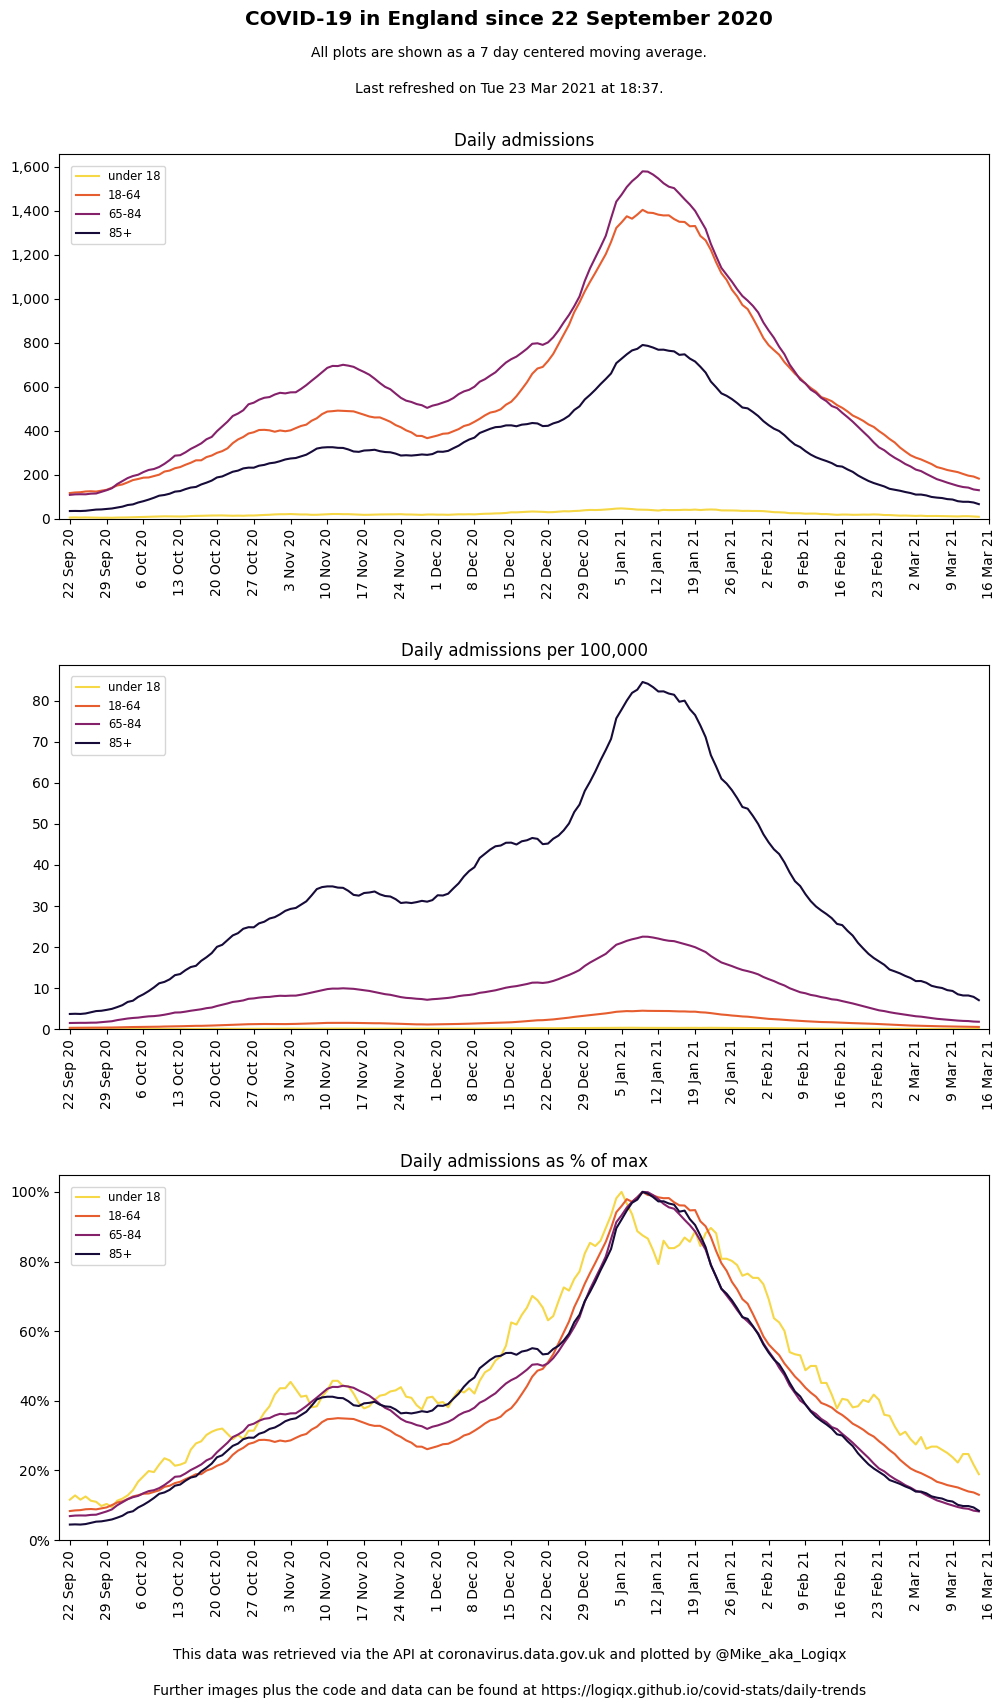 COVID-19 in England since 22 September 2020
All plots are shown as a 7 day centered moving average.
Last refreshed on Tue 23 Mar 2021 at 18:37.
Daily admissions
1,600
1,400
1,200
1,000
800
600
400
200
0
under 18
18-64
65-84
85+
22 Sep 20
29 Sep 20
6 Oct 20
13 Oct 20
20 Oct 20
27 Oct 20
3 Nov 20
10 Nov 20
17 Nov 20
24 Nov 20
1 Dec 20
8 Dec 20
15 Dec 20
22 Dec 20
29 Dec 20
5 Jan 21
12 Jan 21
19 Jan 21
26 Jan 21
2 Feb 21
9 Feb 21
16 Feb 21
23 Feb 21
2 Mar 21
9 Mar 21
16 Mar 21
Daily admissions per 100,000
80
70
60
50
40
30
20
10
0
under 18
18-64
65-84
85+
22 Sep 20
29 Sep 20
6 Oct 20
13 Oct 20
20 Oct 20
27 Oct 20
3 Nov 20
10 Nov 20
17 Nov 20
24 Nov 20
1 Dec 20
8 Dec 20
15 Dec 20
22 Dec 20
29 Dec 20
5 Jan 21
12 Jan 21
19 Jan 21
26 Jan 21
2 Feb 21
9 Feb 21
16 Feb 21
23 Feb 21
2 Mar 21
9 Mar 21
16 Mar 21
Daily admissions as % of max
100%
80%
60%
40%
20%
0%
under 18
18-64
65-84
85+
22 Sep 20
29 Sep 20
6 Oct 20
13 Oct 20
20 Oct 20
27 Oct 20
3 Nov 20
10 Nov 20
17 Nov 20
24 Nov 20
1 Dec 20
8 Dec 20
15 Dec 20
22 Dec 20
29 Dec 20
5 Jan 21
12 Jan 21
19 Jan 21
26 Jan 21
2 Feb 21
9 Feb 21
16 Feb 21
23 Feb 21
2 Mar 21
9 Mar 21
16 Mar 21
This data was retrieved via the API at coronavirus.data.gov.uk and plotted by @Mike_aka_Logiqx
Further images plus the code and data can be found at https://logiqx.github.io/covid-stats/daily-trends